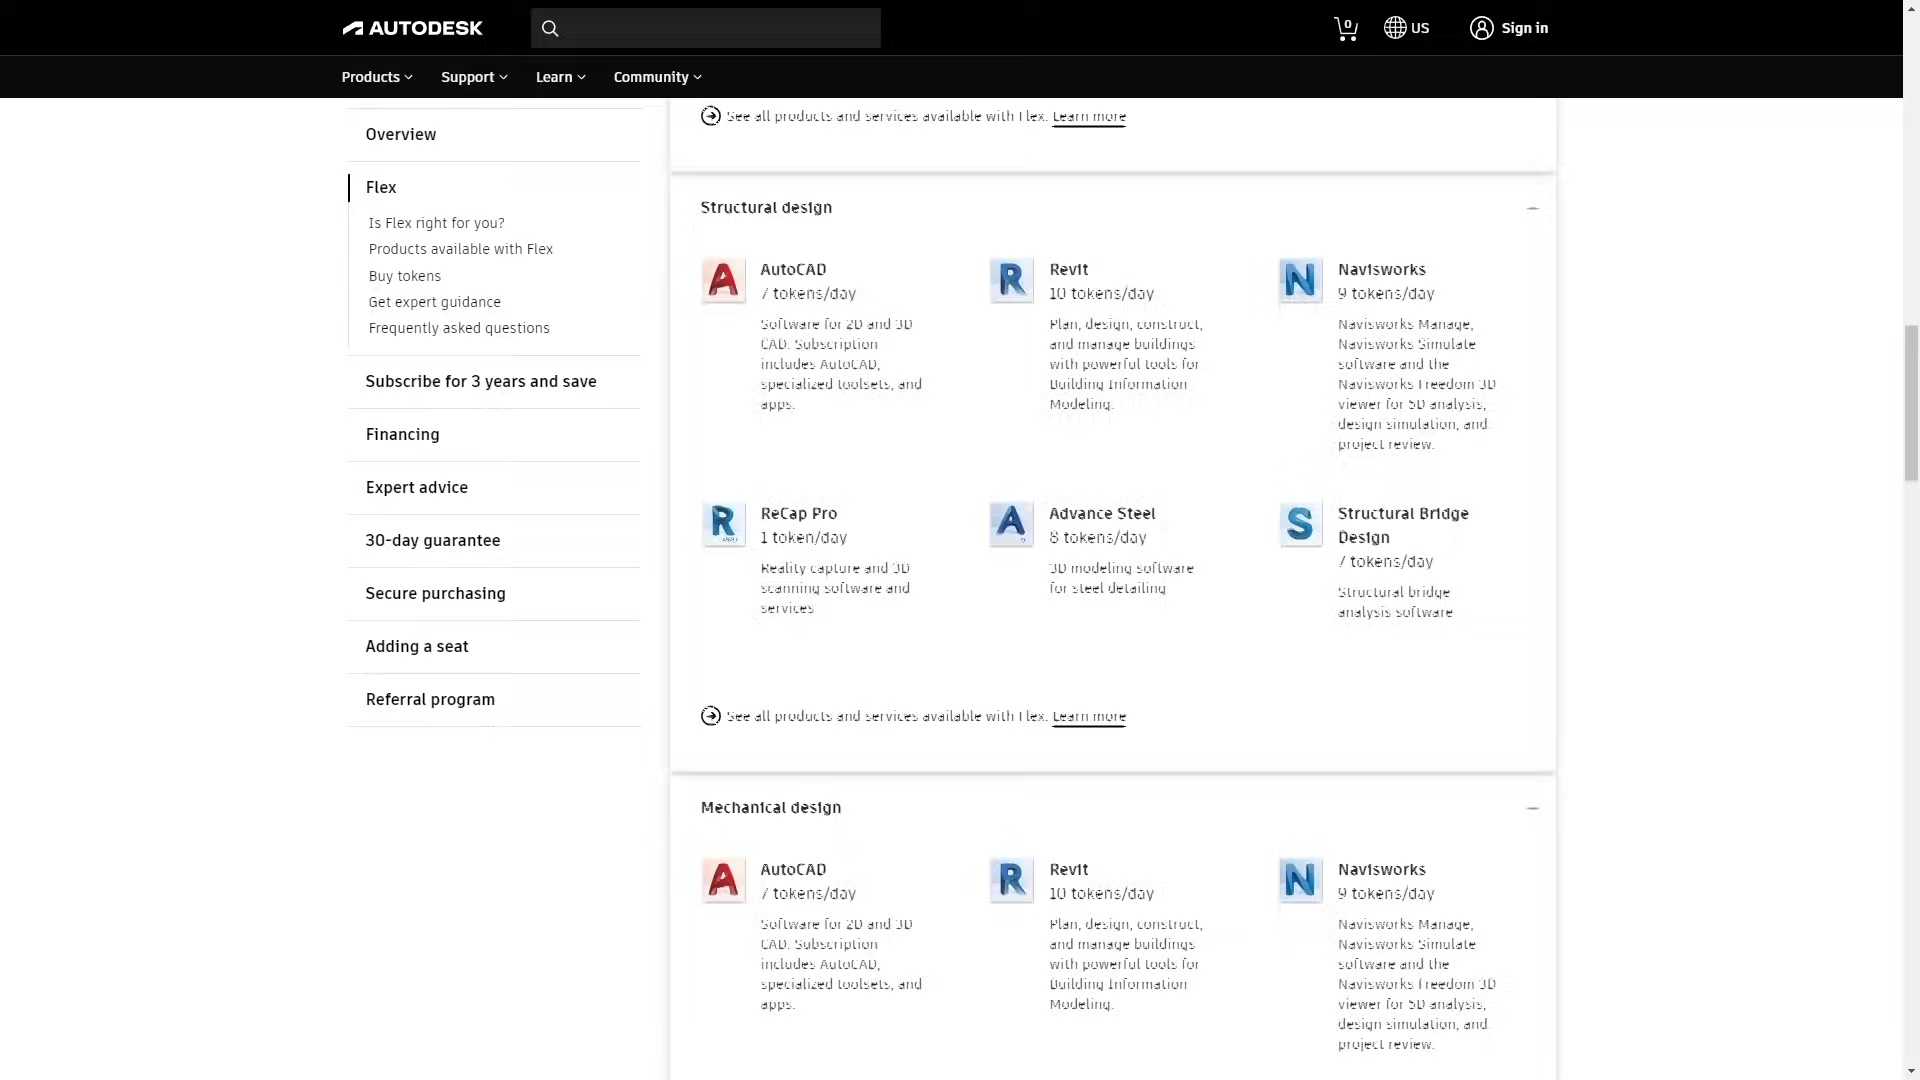 AUTODESK
0
US
Sign in
Products
Support
Learn
Community
Overview
Flex
Is Flex right for you?
Products available with Flex
Buy tokens
Get expert guidance
Frequently asked questions
Subscribe for 3 years and save
Financing
Expert advice
30-day guarantee
Secure purchasing
Adding a seat
Referral program
See all products and services available with Flex. Learn more
Structural design
AutoCAD
7 tokens/day
Software for 2D and 3D
CAD. Subscription
includes AutoCAD,
specialized toolsets, and
apps.
Revit
10 tokens/day
Plan, design, construct,
and manage buildings
with powerful tools for
Building Information
Modeling.
Navisworks
9 tokens/day
Navisworks Manage,
Navisworks Simulate
software and the
Navisworks Freedom 3D
viewer for 5D analysis,
design simulation, and
project review.
ReCap Pro
1 token/day
Reality capture and 3D
scanning software and
services
Advance Steel
8 tokens/day
3D modeling software
for steel detailing
Structural Bridge
Design
7 tokens/day
Structural bridge
analysis software
See all products and services available with Flex. Learn more
Mechanical design
AutoCAD
7 tokens/day
Software for 2D and 3D
CAD. Subscription
includes AutoCAD,
specialized toolsets, and
apps.
Revit
10 tokens/day
Plan, design, construct,
and manage buildings
with powerful tools for
Building Information
Modeling.
Navisworks
9 tokens/day
Navisworks Manage,
Navisworks Simulate
software and the
Navisworks Freedom 3D
viewer for 5D analysis,
design simulation, and
project review.